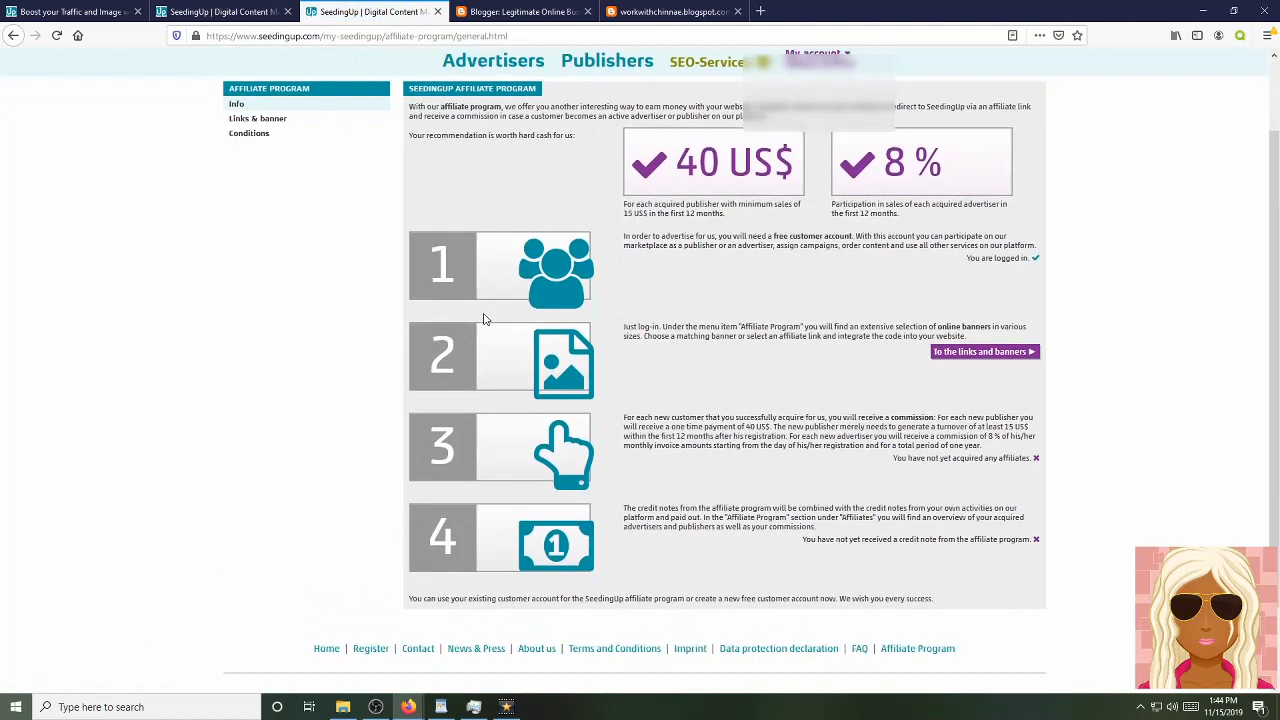 Boost your Traffic and Image w
SeedingUp | Digital Content M
SeedingUp | Digital Content M
Blogger: Legitimate Online Bus
workwithchinnae.blogspot.com
https://www.seedingup.com/my-seedingup/affiliate-program/general.html
Advertisers Publishers SEO-Services My account
AFFILIATE PROGRAM
Info
Links & banner
Conditions
SEEDINGUP AFFILIATE PROGRAM
With our affiliate program, we offer you another interesting way to earn money with your redirect to SeedingUp via an affiliate link
and receive a commission in case a customer becomes an active advertiser or publisher on our
Your recommendation is worth hard cash for us:
40 US$
8 %
For each acquired publisher with minimum sales of
15 US$ in the first 12 months.
Participation in sales of each acquired advertiser in
the first 12 months.
1
In order to advertise for us, you will need a free customer account. With this account you can participate on our
marketplace as a publisher or an advertiser, assign campaigns, order content and use all other services on our platform.
You are logged in.
2
Just log-in. Under the menu item "Affiliate Program" you will find an extensive selection of online banners in various
sizes. Choose a matching banner or select an affiliate link and integrate the code into your website.
To the links and banners
3
For each new customer that you successfully acquire for us, you will receive a commission: For each new publisher you
will receive a one time payment of 40 US$. The new publisher merely needs to generate a turnover of at least 15 US$
within the first 12 months after his registration. For each new advertiser you will receive a commission of 8 % of his/her
monthly invoice amounts starting from the day of his/her registration and for a total period of one year.
You have not yet acquired any affiliates.
4
1
The credit notes from the affiliate program will be combined with the credit notes from your own activities on our
platform and paid out. In the "Affiliate Program" section under "Affiliates" you will find an overview of your acquired
advertisers and publishers as well as your commissions.
You have not yet received a credit note from the affiliate program.
You can use your existing customer account for the SeedingUp affiliate program or create a new free customer account now. We wish you every success.
Home | Register | Contact | News & Press | About us | Terms and Conditions | Imprint | Data protection declaration | FAQ | Affiliate Program
Type here to search
1:44 PM
11/15/2019